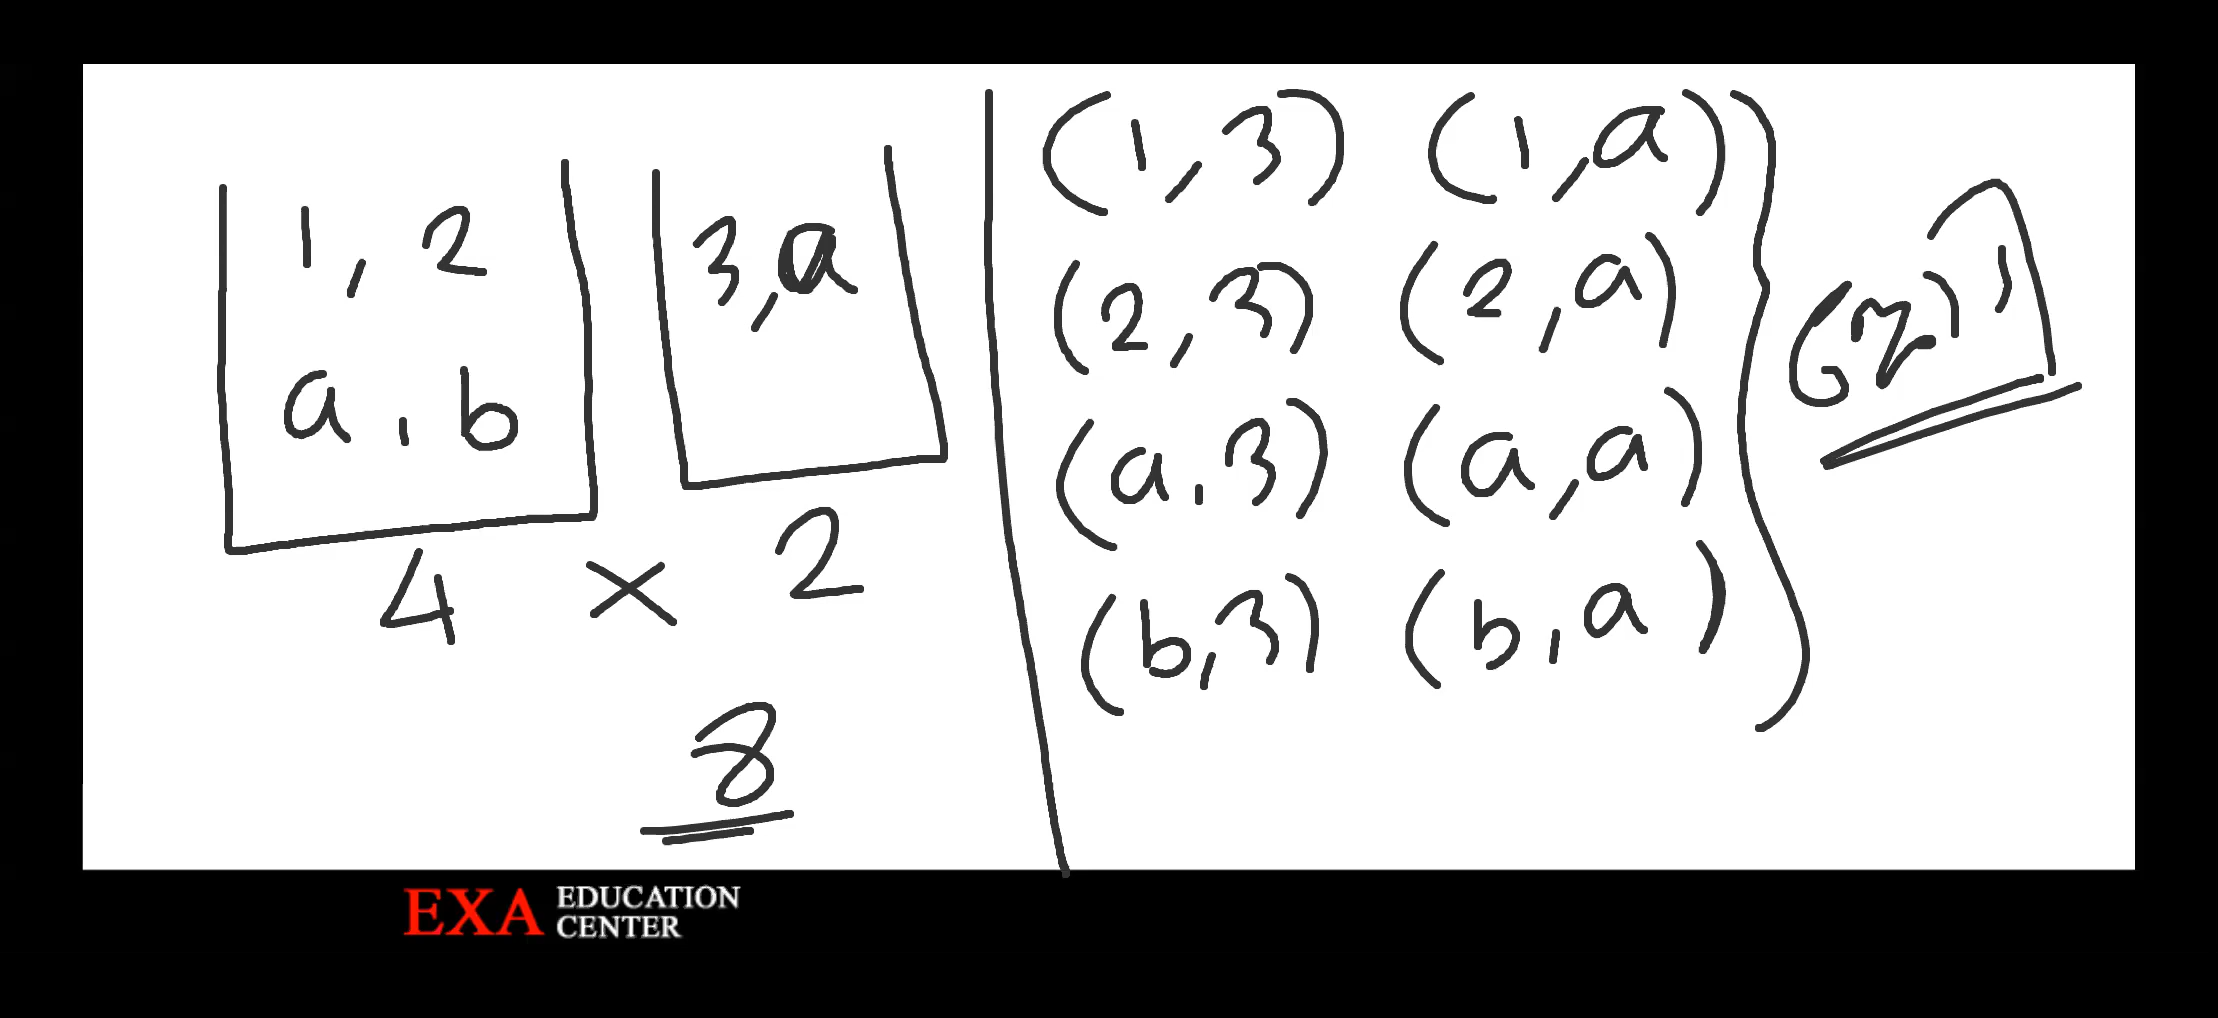 1, 2
a, b
3, a
4 × 2
8
(1, 3) (1, a)
(2, 3) (2, a)
(a, 3) (a, a)
(b, 3) (b, a)
EXA EDUCATION
CENTER